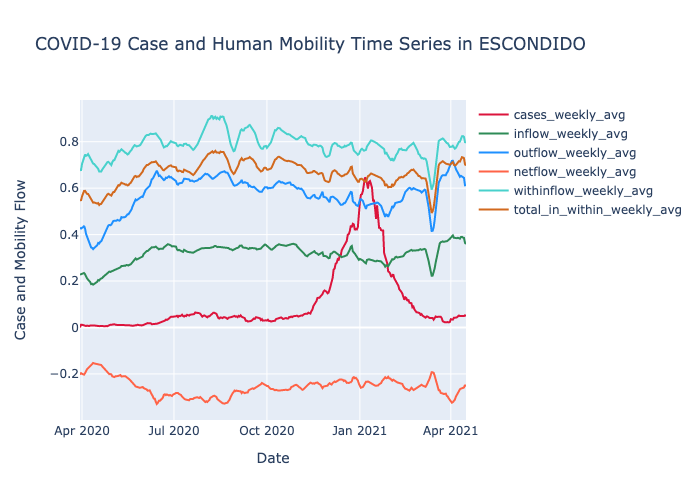 COVID-19 Case and Human Mobility Time Series in ESCONDIDO
cases_weekly_avg
inflow_weekly_avg
outflow_weekly_avg
netflow_weekly_avg
withinflow_weekly_avg
total_in_within_weekly_avg
Case and Mobility Flow
0.8
0.6
0.4
0.2
0
−0.2
Apr 2020 Jul 2020 Oct 2020 Jan 2021 Apr 2021
Date